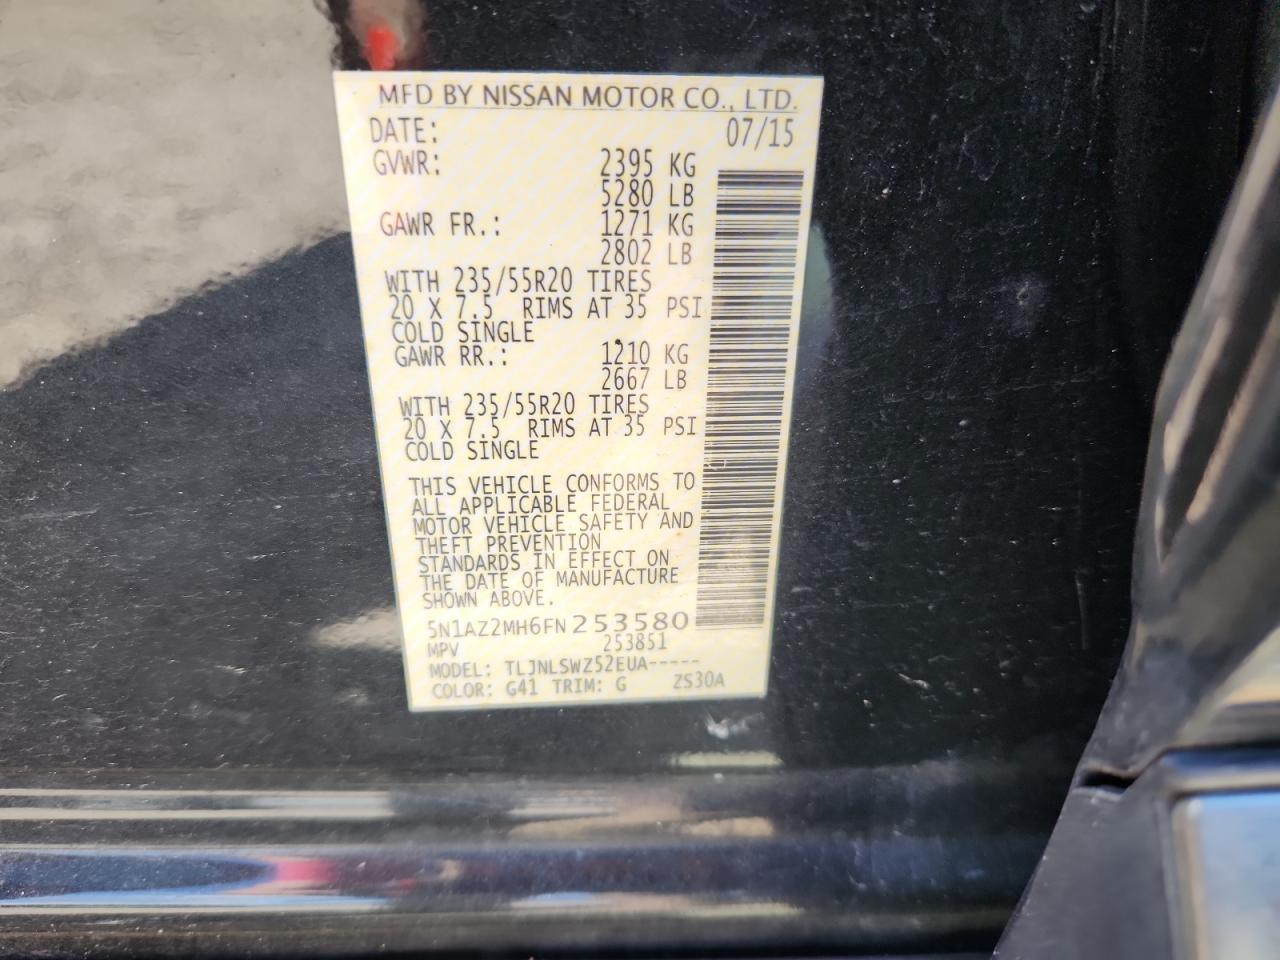 MFD BY NISSAN MOTOR CO., LTD.
DATE: 07/15
GVWR: 2395 KG
5280 LB
GAWR FR.: 1271 KG
2802 LB
WITH 235/55R20 TIRES
20 X 7.5 RIMS AT 35 PSI
COLD SINGLE
GAWR RR.: 1210 KG
2667 LB
WITH 235/55R20 TIRES
20 X 7.5 RIMS AT 35 PSI
COLD SINGLE
THIS VEHICLE CONFORMS TO
ALL APPLICABLE FEDERAL
MOTOR VEHICLE SAFETY AND
THEFT PREVENTION
STANDARDS IN EFFECT ON
THE DATE OF MANUFACTURE
SHOWN ABOVE.
5N1AZ2MH6FN253580
MPV 253851
MODEL: TLJNLSWZ52EUA-----
COLOR: G41 TRIM: G ZS30A